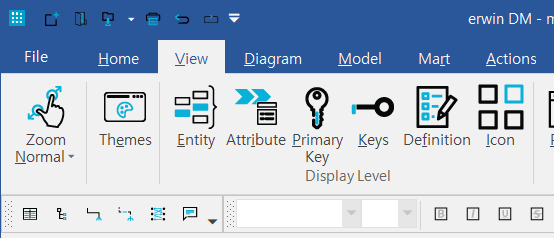 erwin DM -
File Home View Diagram Model Mart Actions
Zoom Normal
Themes
Entity
Attribute
Primary Key
Keys
Definition
Icon
Display Level
B I U S